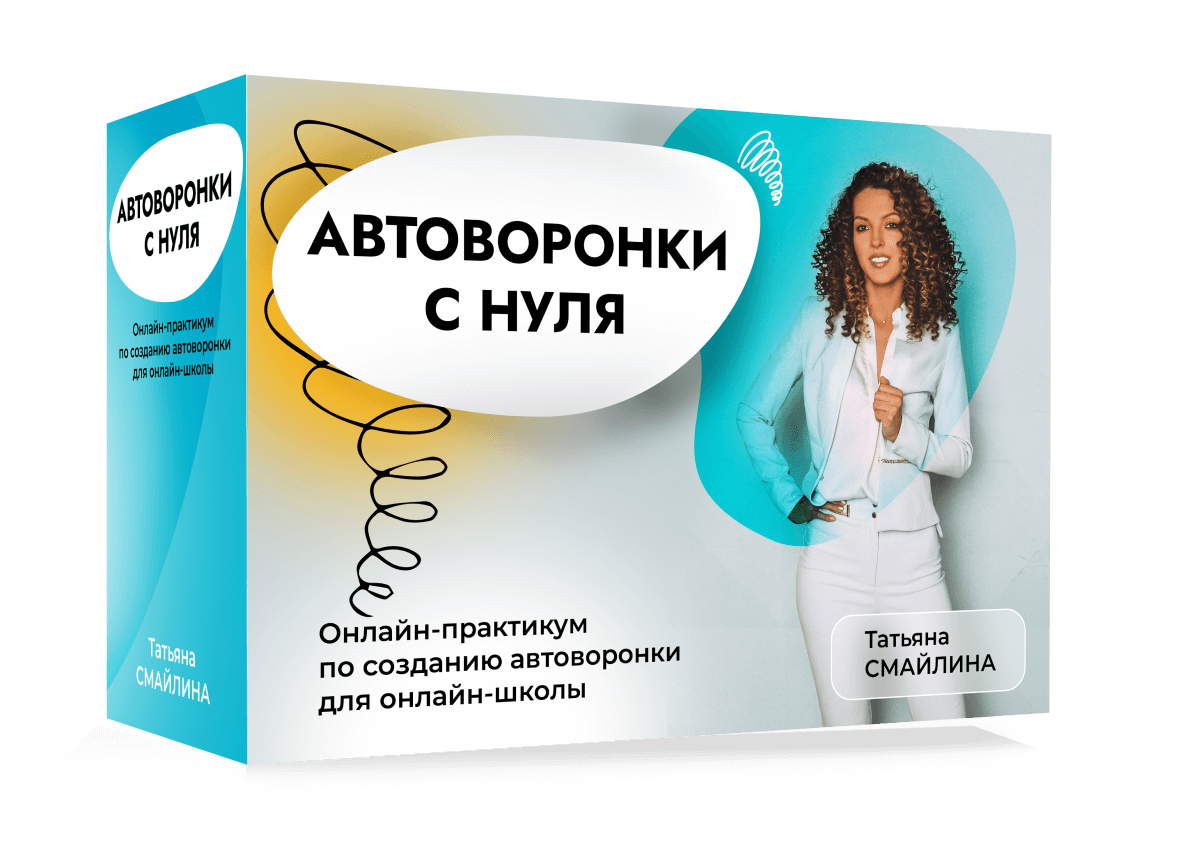 АВТОВОРОНКИ
С НУЛЯ
Онлайн-практикум
по созданию автоворонки
для онлайн-школы
Татьяна
СМАЙЛИНА
АВТОВОРОНКИ
С НУЛЯ
Онлайн-практикум
по созданию автоворонки
для онлайн-школы
Татьяна
СМАЙЛИНА